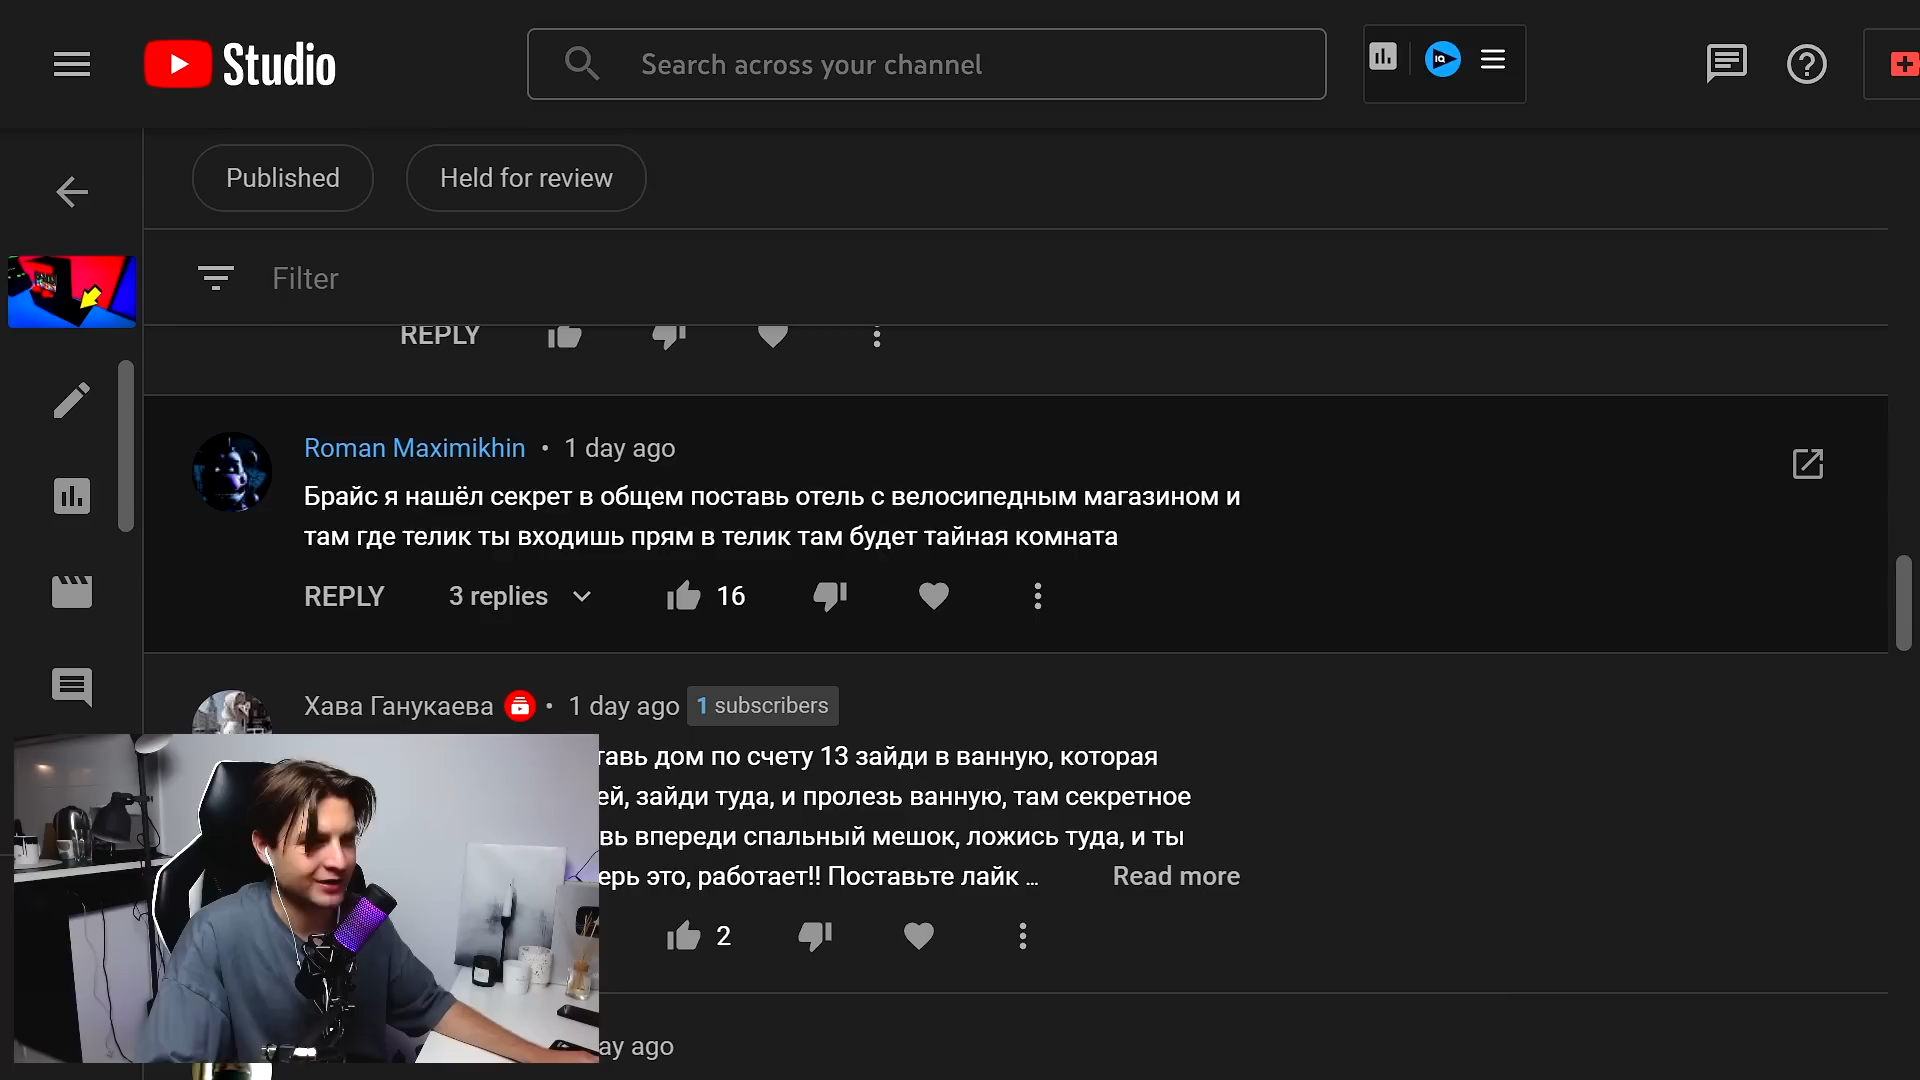 Studio
Search across your channel
IQ
Published
Held for review
Filter
REPLY
Roman Maximikhin • 1 day ago
Брайс я нашёл секрет в общем поставь отель с велосипедным магазином и
там где телик ты входишь прям в телик там будет тайная комната
REPLY 3 replies 16
Хава Ганукаева • 1 day ago 1 subscribers
тавь дом по счету 13 зайди в ванную, которая
ей, зайди туда, и пролезь ванную, там секретное
вь впереди спальный мешок, ложись туда, и ты
ерь это, работает!! Поставьте лайк ... Read more
2
ay ago